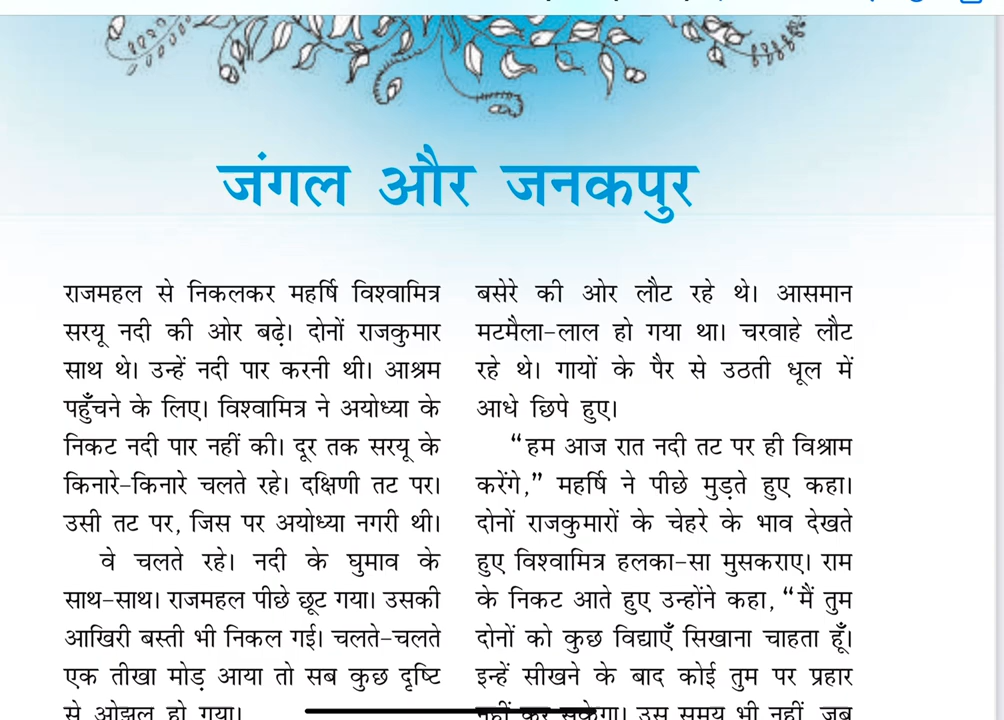 जंगल और जनकपुर
राजमहल से निकलकर महर्षि विश्वामित्र
सरयू नदी की ओर बढ़े। दोनों राजकुमार
साथ थे। उन्हें नदी पार करनी थी। आश्रम
पहुँचने के लिए। विश्वामित्र ने अयोध्या के
निकट नदी पार नहीं की। दूर तक सरयू के
किनारे-किनारे चलते रहे। दक्षिणी तट पर।
उसी तट पर, जिस पर अयोध्या नगरी थी।
वे चलते रहे। नदी के घुमाव के
साथ-साथ। राजमहल पीछे छूट गया। उसकी
आखिरी बस्ती भी निकल गई। चलते-चलते
एक तीखा मोड़ आया तो सब कुछ दृष्टि
से ओझल हो गया।
बसेरे की ओर लौट रहे थे। आसमान
मटमैला-लाल हो गया था। चरवाहे लौट
रहे थे। गायों के पैर से उठती धूल में
आधे छिपे हुए।
“हम आज रात नदी तट पर ही विश्राम
करेंगे,” महर्षि ने पीछे मुड़ते हुए कहा।
दोनों राजकुमारों के चेहरे के भाव देखते
हुए विश्वामित्र हलका-सा मुसकराए। राम
के निकट आते हुए उन्होंने कहा, “मैं तुम
दोनों को कुछ विद्याएँ सिखाना चाहता हूँ।
इन्हें सीखने के बाद कोई तुम पर प्रहार
नहीं कर सकेगा। उस समय भी नहीं, जब